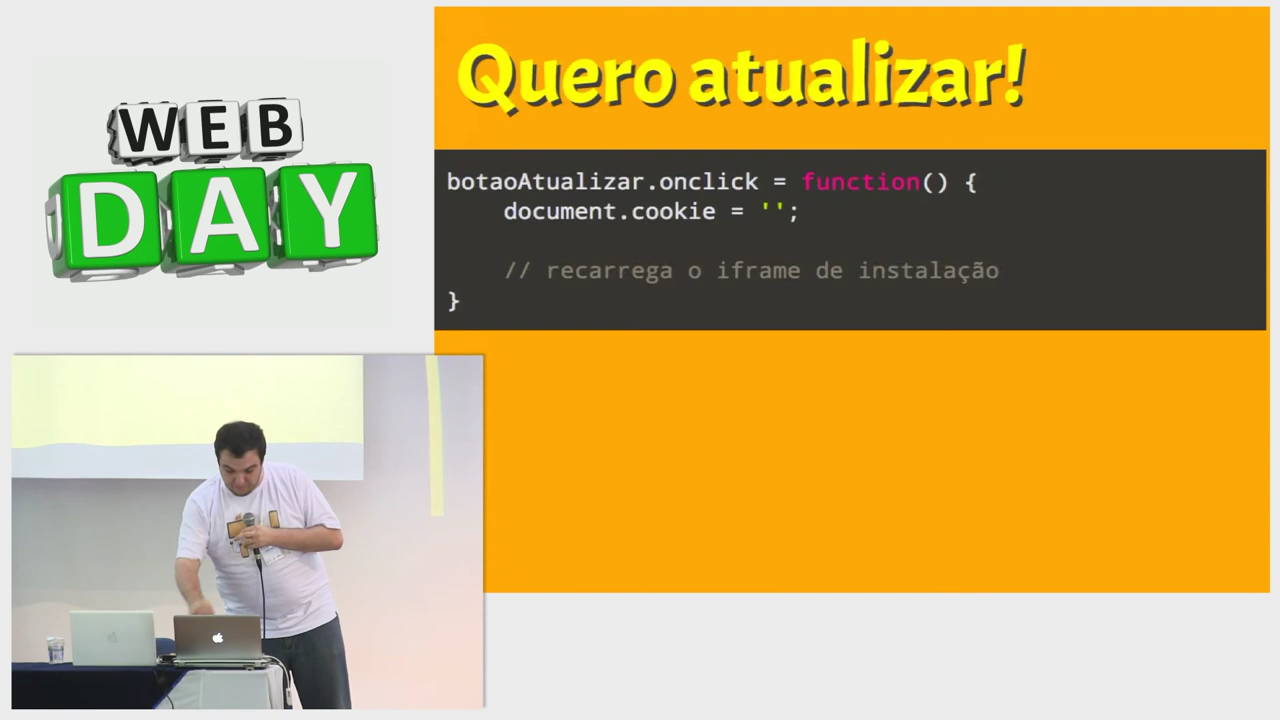 WEB
DAY
Quero atualizar!
botaoAtualizar.onclick = function() {
document.cookie = '';
// recarrega o iframe de instalação
}